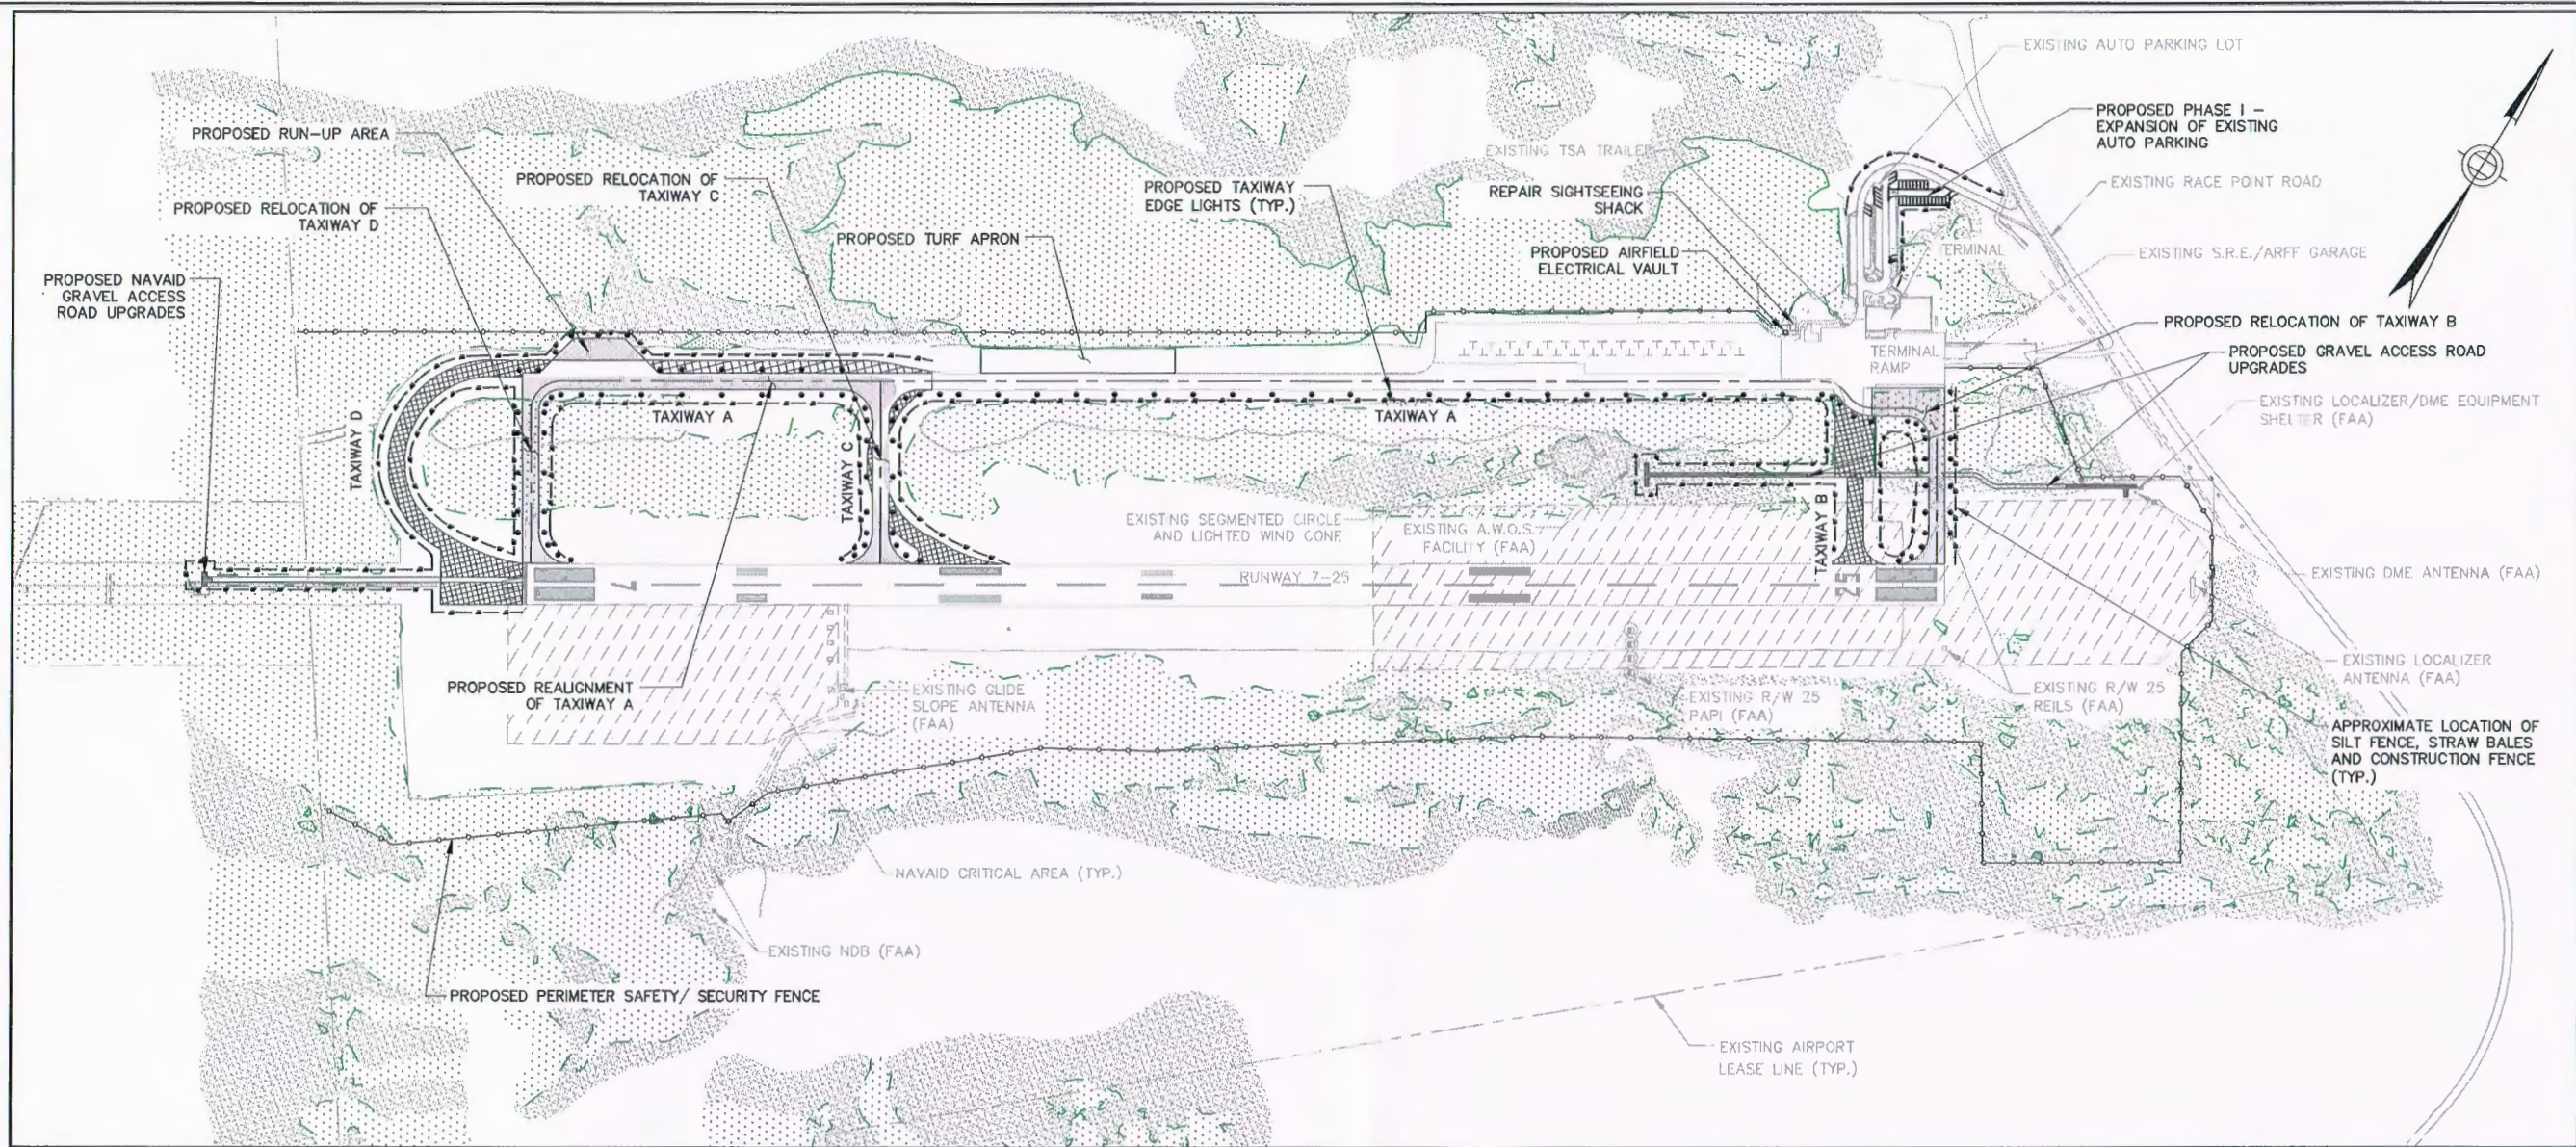 EXISTING AUTO PARKING LOT
PROPOSED PHASE I –
EXPANSION OF EXISTING
AUTO PARKING
PROPOSED RUN-UP AREA
EXISTING TSA TRAILER
PROPOSED RELOCATION OF
TAXIWAY C
PROPOSED TAXIWAY
EDGE LIGHTS (TYP.)
REPAIR SIGHTSEEING
SHACK
EXISTING RACE POINT ROAD
PROPOSED RELOCATION OF
TAXIWAY D
PROPOSED TURF APRON
PROPOSED AIRFIELD
ELECTRICAL VAULT
TERMINAL
EXISTING S.R.E./ARFF GARAGE
PROPOSED NAVAID
GRAVEL ACCESS
ROAD UPGRADES
PROPOSED RELOCATION OF TAXIWAY B
TERMINAL
RAMP
PROPOSED GRAVEL ACCESS ROAD
UPGRADES
TAXIWAY D
TAXIWAY A
TAXIWAY C
TAXIWAY A
EXISTING LOCALIZER/DME EQUIPMENT
SHELTER (FAA)
EXISTING SEGMENTED CIRCLE
AND LIGHTED WIND CONE
EXISTING A.W.O.S.
FACILITY (FAA)
TAXIWAY B
EXISTING DME ANTENNA (FAA)
7
RUNWAY 7-25
25
PROPOSED REALIGNMENT
OF TAXIWAY A
EXISTING GLIDE
SLOPE ANTENNA
(FAA)
EXISTING R/W 25
PAPI (FAA)
EXISTING R/W 25
REILS (FAA)
EXISTING LOCALIZER
ANTENNA (FAA)
APPROXIMATE LOCATION OF
SILT FENCE, STRAW BALES
AND CONSTRUCTION FENCE
(TYP.)
NAVAID CRITICAL AREA (TYP.)
EXISTING NDB (FAA)
PROPOSED PERIMETER SAFETY/ SECURITY FENCE
EXISTING AIRPORT
LEASE LINE (TYP.)